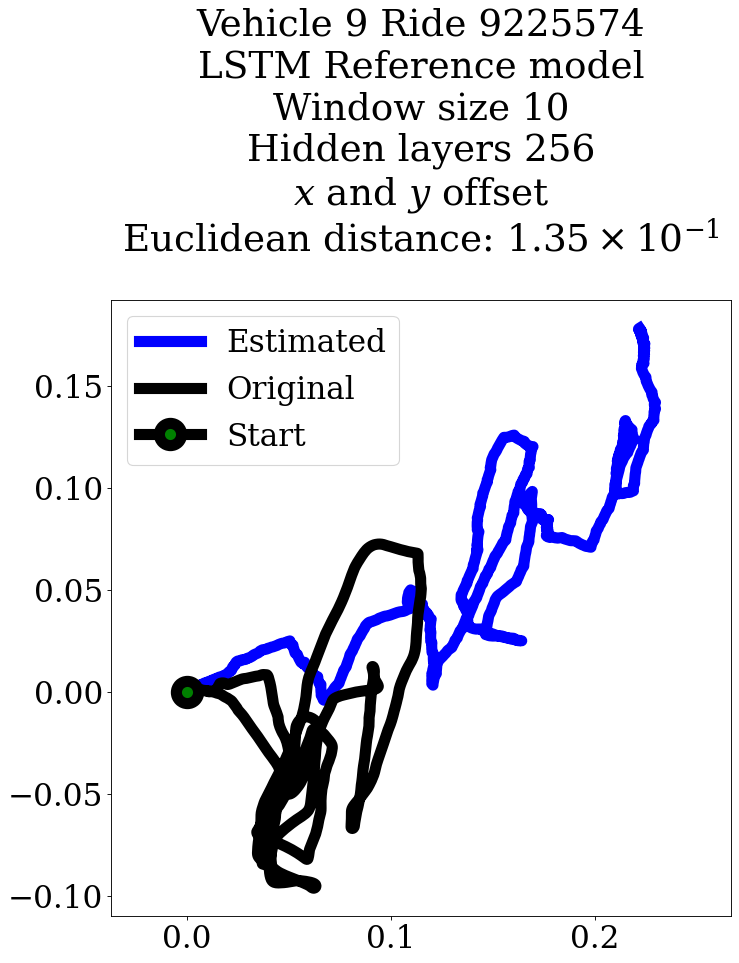 Vehicle 9 Ride 9225574
LSTM Reference model
Window size 10
Hidden layers 256
x and y offset
Euclidean distance: 1.35 × 10⁻¹
Estimated
Original
Start
0.15
0.10
0.05
0.00
−0.05
−0.10
0.0 0.1 0.2